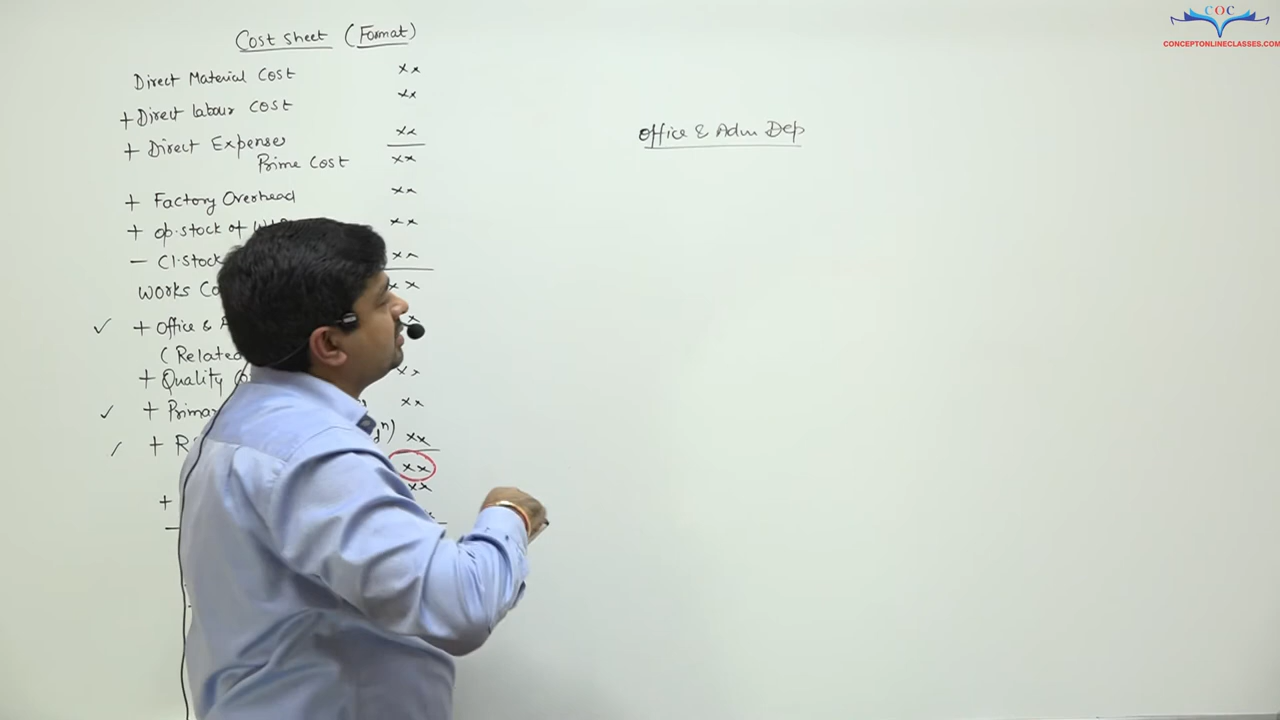 COC
CONCEPTONLINECLASSES.COM
Cost sheet (Format)
Direct Material Cost xx
+ Direct labour cost xx
+ Direct Expenses xx
Prime Cost xx
+ Factory Overhead xx
+ op.stock of xx
- Cl.stock xx
Works xx
✓ + Office &
(Related
+ Quality
✓ + Primary xx
+ xx
xx
+ xx
-
Office & Adm Dep